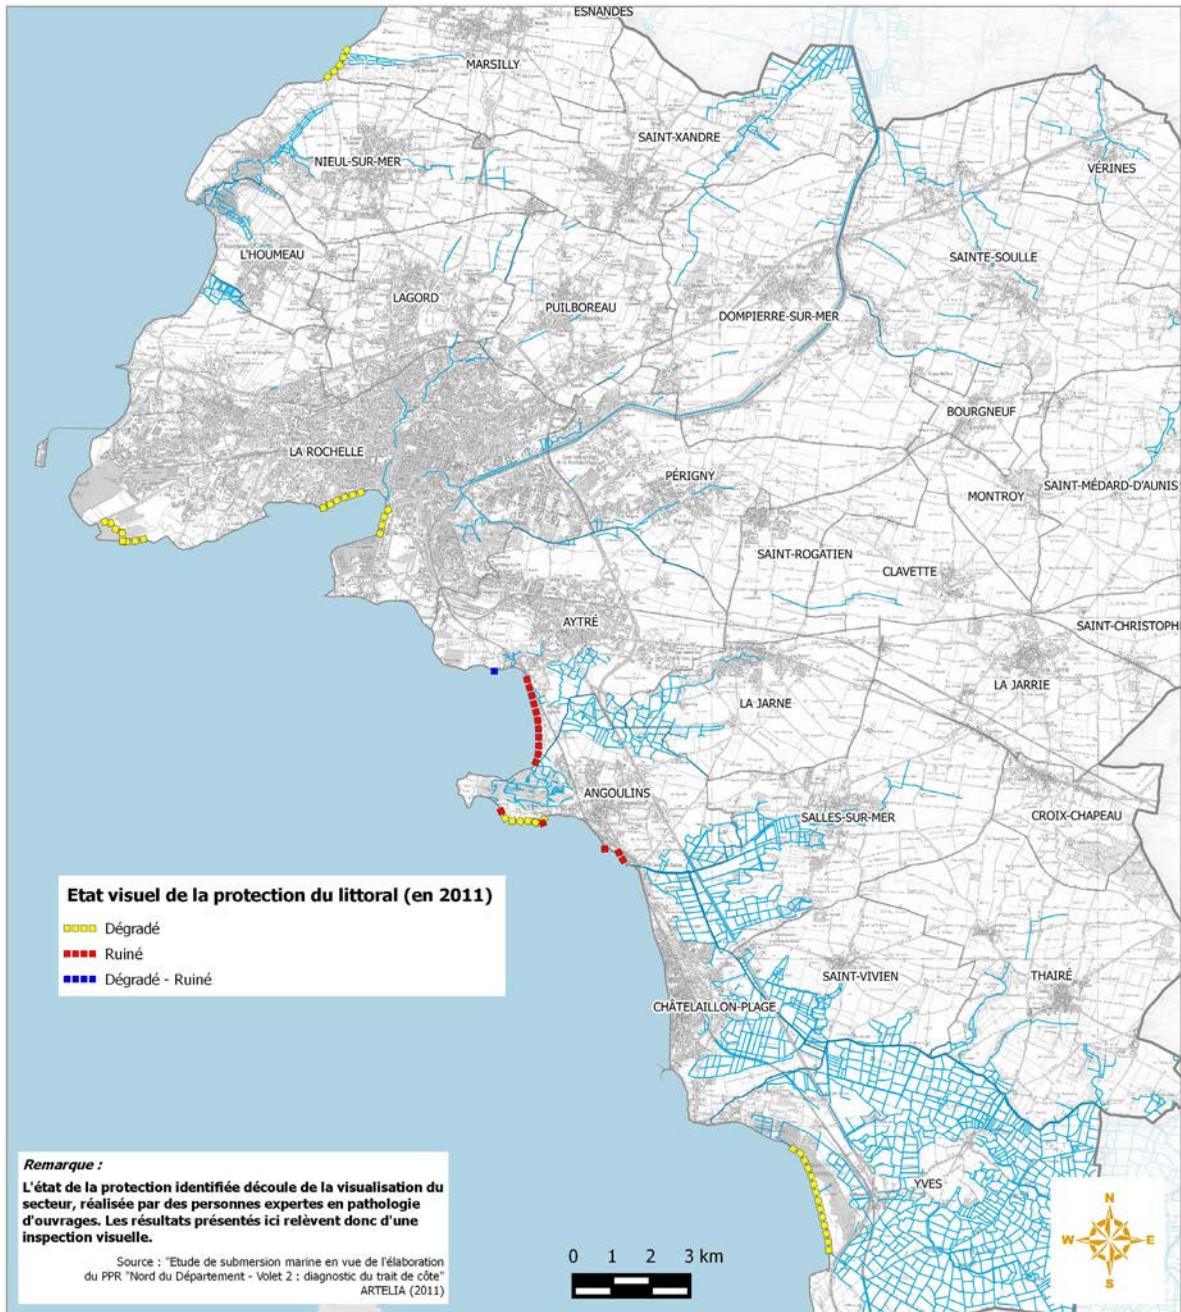 ESNANDES
MARSILLY
SAINT-XANDRE
NIEUL-SUR-MER
VÉRINES
L'HOUMEAU
SAINTE-SOULLE
LAGORD
PUILBOREAU
DOMPIERRE-SUR-MER
BOURGNEUF
LA ROCHELLE
PÉRIGNY
MONTROY
SAINT-MÉDARD-D'AUNIS
SAINT-ROGATIEN
CLAVETTE
AYTRÉ
SAINT-CHRISTOPH
LA JARRIE
LA JARNE
ANGOULINS
SALLES-SUR-MER
CROIX-CHAPEAU
Etat visuel de la protection du littoral (en 2011)
Dégradé
Ruiné
Dégradé - Ruiné
SAINT-VIVIEN
THAIRÉ
CHÂTELAILLON-PLAGE
YVES
Remarque :
L'état de la protection identifiée découle de la visualisation du
secteur, réalisée par des personnes expertes en pathologie
d'ouvrages. Les résultats présentés ici relèvent donc d'une
inspection visuelle.
Source : "Etude de submersion marine en vue de l'élaboration
du PPR "Nord du Département - Volet 2 : diagnostic du trait de côte"
ARTELIA (2011)
0 1 2 3 km
N
W E
S